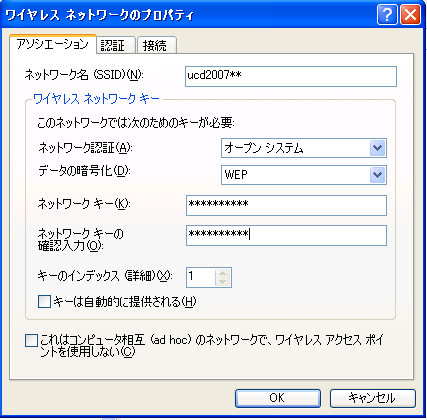 ワイヤレス ネットワークのプロパティ
アソシエーション 認証 接続
ネットワーク名 (SSID)(N): ucd2007**
ワイヤレス ネットワーク キー
このネットワークでは次のためのキーが必要:
ネットワーク認証(A): オープン システム
データの暗号化(D): WEP
ネットワーク キー(K): **********
ネットワーク キーの
確認入力(O): **********
キーのインデックス (詳細)(X): 1
キーは自動的に提供される(H)
これはコンピュータ相互 (ad hoc) のネットワークで、ワイヤレス アクセス ポイ
ントを使用しない(C)
OK キャンセル